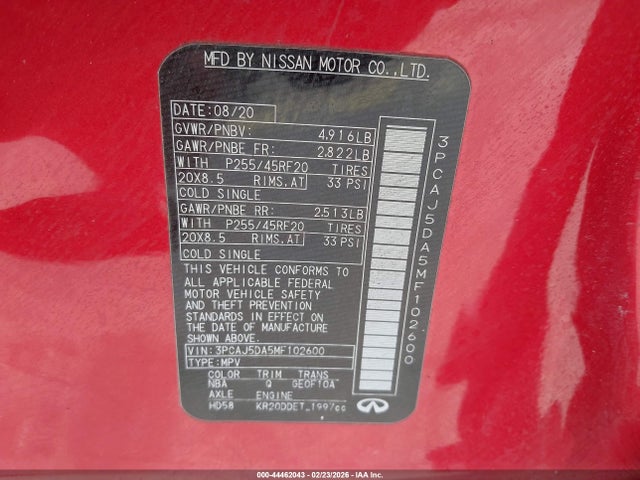 MFD BY NISSAN MOTOR CO.,LTD.
DATE:08/20
GVWR/PNBV: 4,916LB
GAWR/PNBE FR: 2,822LB
WITH P255/45RF20 TIRES
20X8.5 RIMS.AT 33 PSI
COLD SINGLE
GAWR/PNBE RR: 2,513LB
WITH P255/45RF20 TIRES
20X8.5 RIMS.AT 33 PSI
COLD SINGLE
THIS VEHICLE CONFORMS TO
ALL APPLICABLE FEDERAL
MOTOR VEHICLE SAFETY
AND THEFT PREVENTION
STANDARDS IN EFFECT ON
THE DATE OF MANUFACTURE
SHOWN ABOVE.
VIN:3PCAJ5DA5MF102600
TYPE:MPV
COLOR TRIM TRANS
NBA Q GE0F10A
AXLE ENGINE
HD58 KR20DDET 1997cc
INFINITI
3PCAJ5DA5MF102600
000-44462043 - 02/23/2026 - ©IAA Inc.